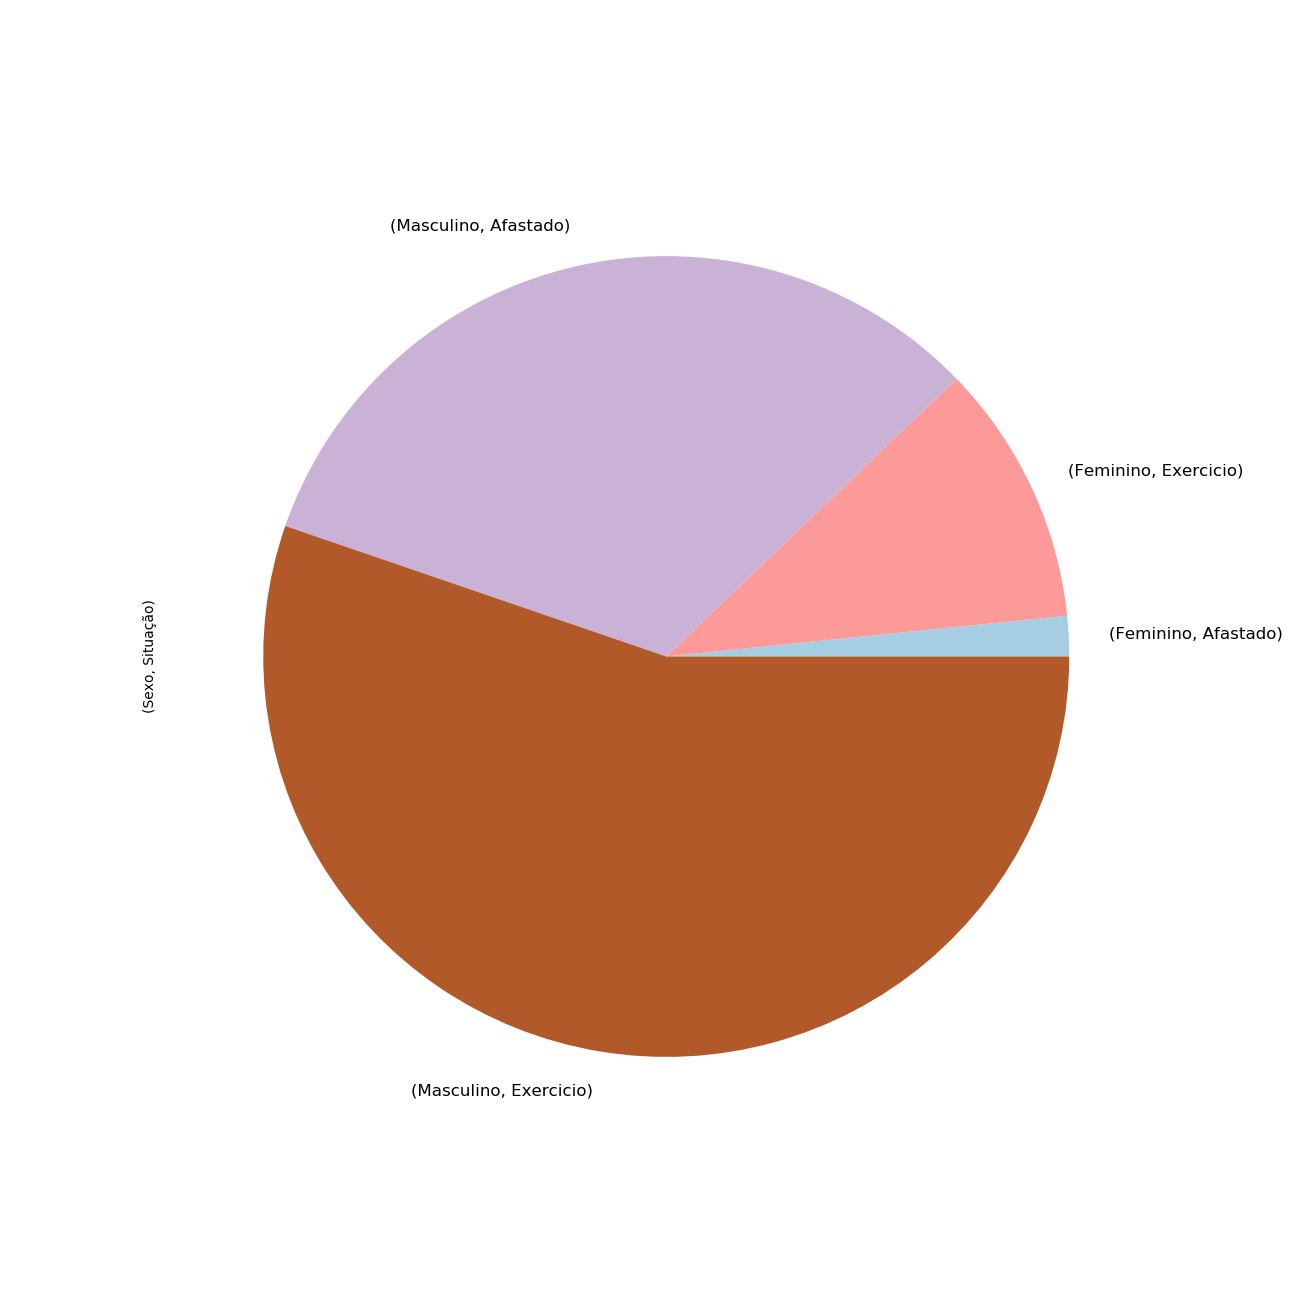 (Masculino, Afastado)
(Feminino, Exercicio)
(Feminino, Afastado)
(Sexo, Situação)
(Masculino, Exercicio)